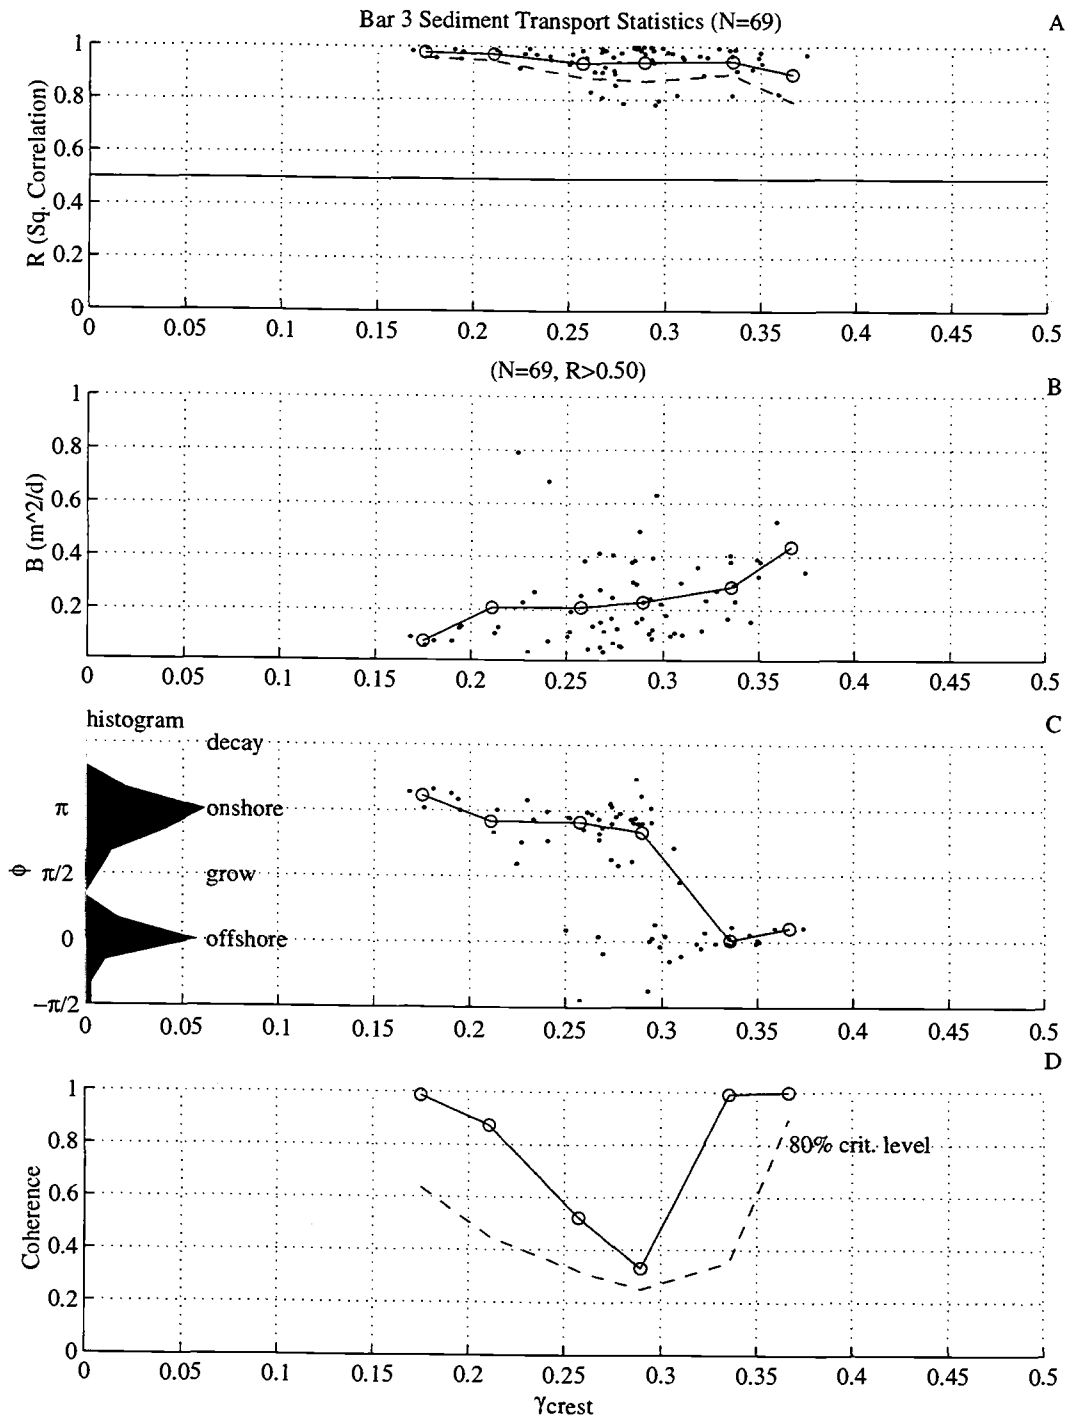 Bar 3 Sediment Transport Statistics (N=69)
A
R (Sq. Correlation)
1
0.8
0.6
0.4
0.2
0
0 0.05 0.1 0.15 0.2 0.25 0.3 0.35 0.4 0.45 0.5
(N=69, R>0.50)
B
B (m^2/d)
1
0.8
0.6
0.4
0.2
0 0.05 0.1 0.15 0.2 0.25 0.3 0.35 0.4 0.45 0.5
histogram
C
decay
π onshore
ϕ
π/2 grow
0 offshore
−π/2
0 0.05 0.1 0.15 0.2 0.25 0.3 0.35 0.4 0.45 0.5
D
Coherence
1
0.8
80% crit. level
0.6
0.4
0.2
0
0 0.05 0.1 0.15 0.2 0.25 0.3 0.35 0.4 0.45 0.5
γcrest